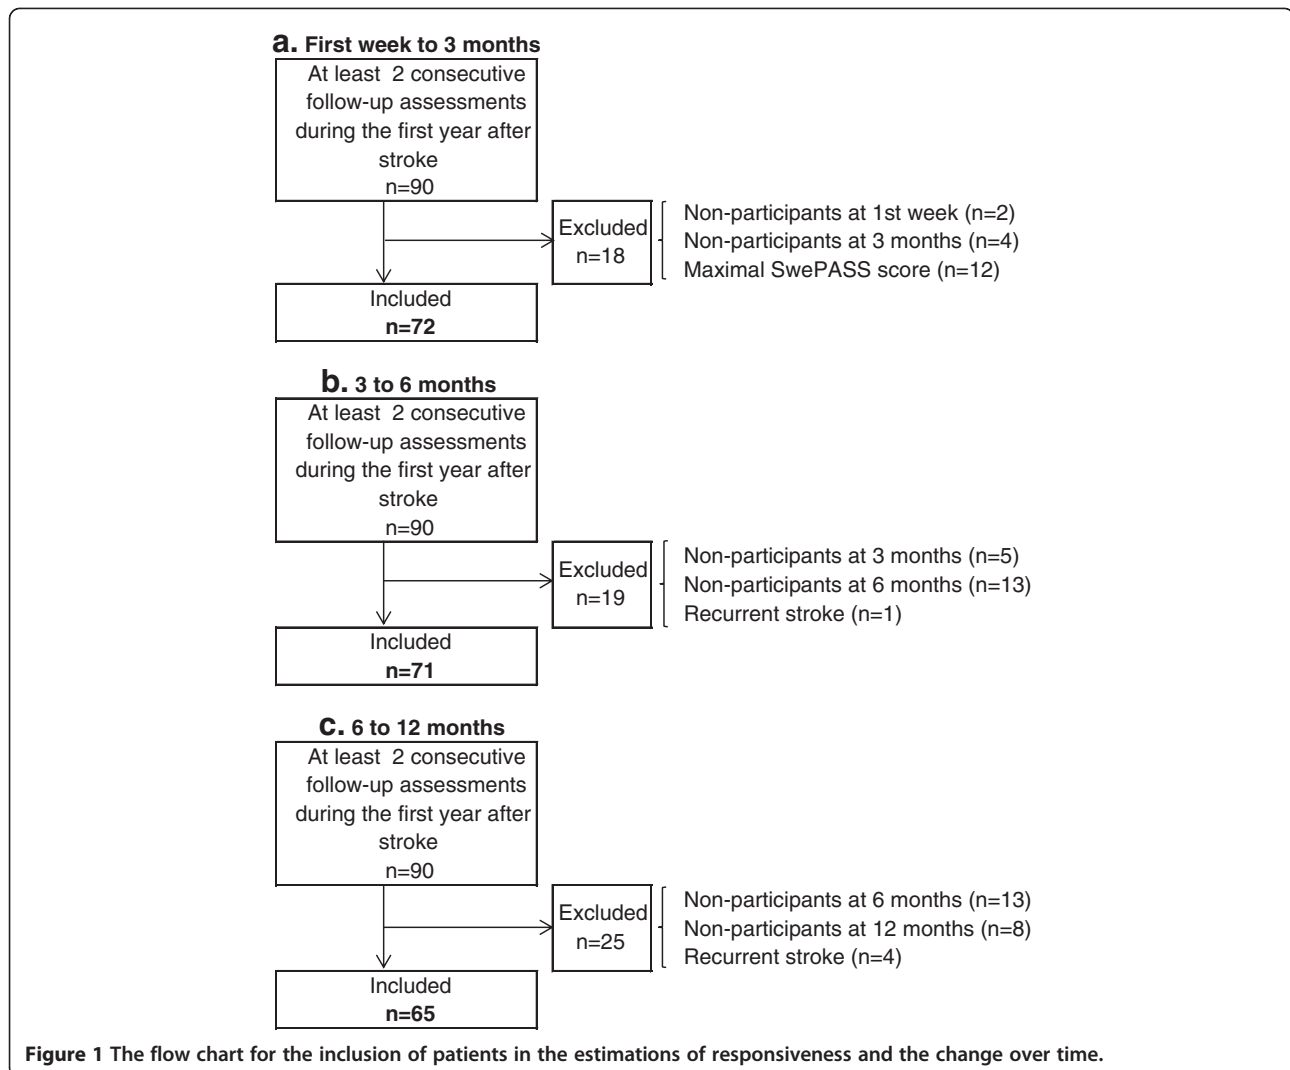 a. First week to 3 months
At least 2 consecutive
follow-up assessments
during the first year after
stroke
n=90
Excluded
n=18
Non-participants at 1st week (n=2)
Non-participants at 3 months (n=4)
Maximal SwePASS score (n=12)
Included
n=72
b. 3 to 6 months
At least 2 consecutive
follow-up assessments
during the first year after
stroke
n=90
Excluded
n=19
Non-participants at 3 months (n=5)
Non-participants at 6 months (n=13)
Recurrent stroke (n=1)
Included
n=71
c. 6 to 12 months
At least 2 consecutive
follow-up assessments
during the first year after
stroke
n=90
Excluded
n=25
Non-participants at 6 months (n=13)
Non-participants at 12 months (n=8)
Recurrent stroke (n=4)
Included
n=65
Figure 1 The flow chart for the inclusion of patients in the estimations of responsiveness and the change over time.